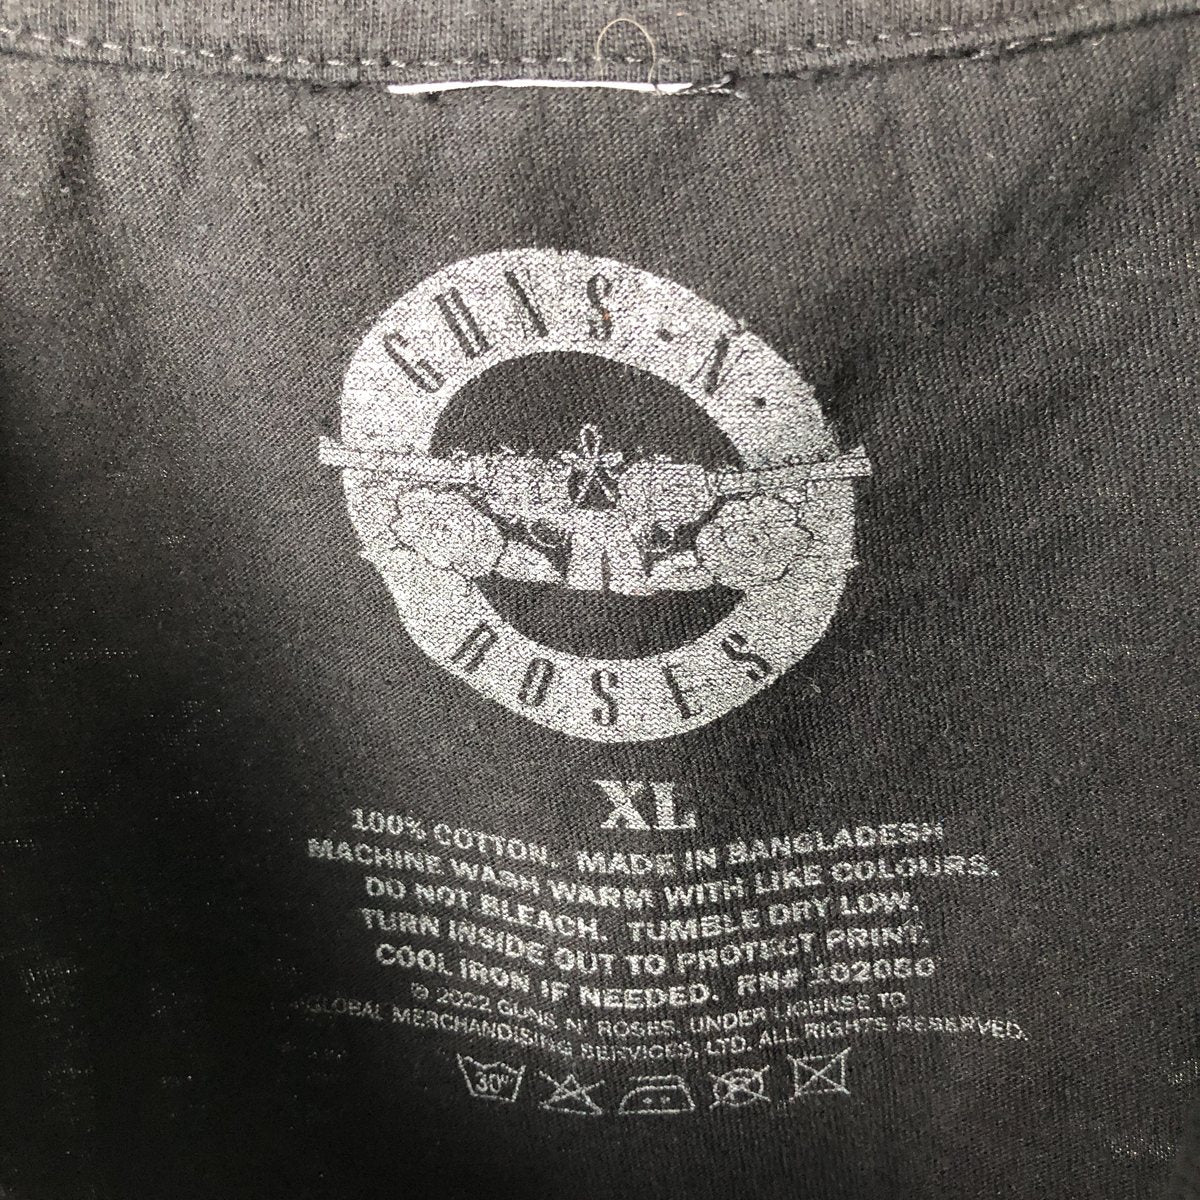 GUNS·N·
ROSES
XL
100% COTTON. MADE IN BANGLADESH
MACHINE WASH WARM WITH LIKE COLOURS.
DO NOT BLEACH. TUMBLE DRY LOW.
TURN INSIDE OUT TO PROTECT PRINT.
COOL IRON IF NEEDED. RN# 102050
© 2022 GUNS N' ROSES. UNDER LICENSE TO
GLOBAL MERCHANDISING SERVICES, LTD. ALL RIGHTS RESERVED.
30°